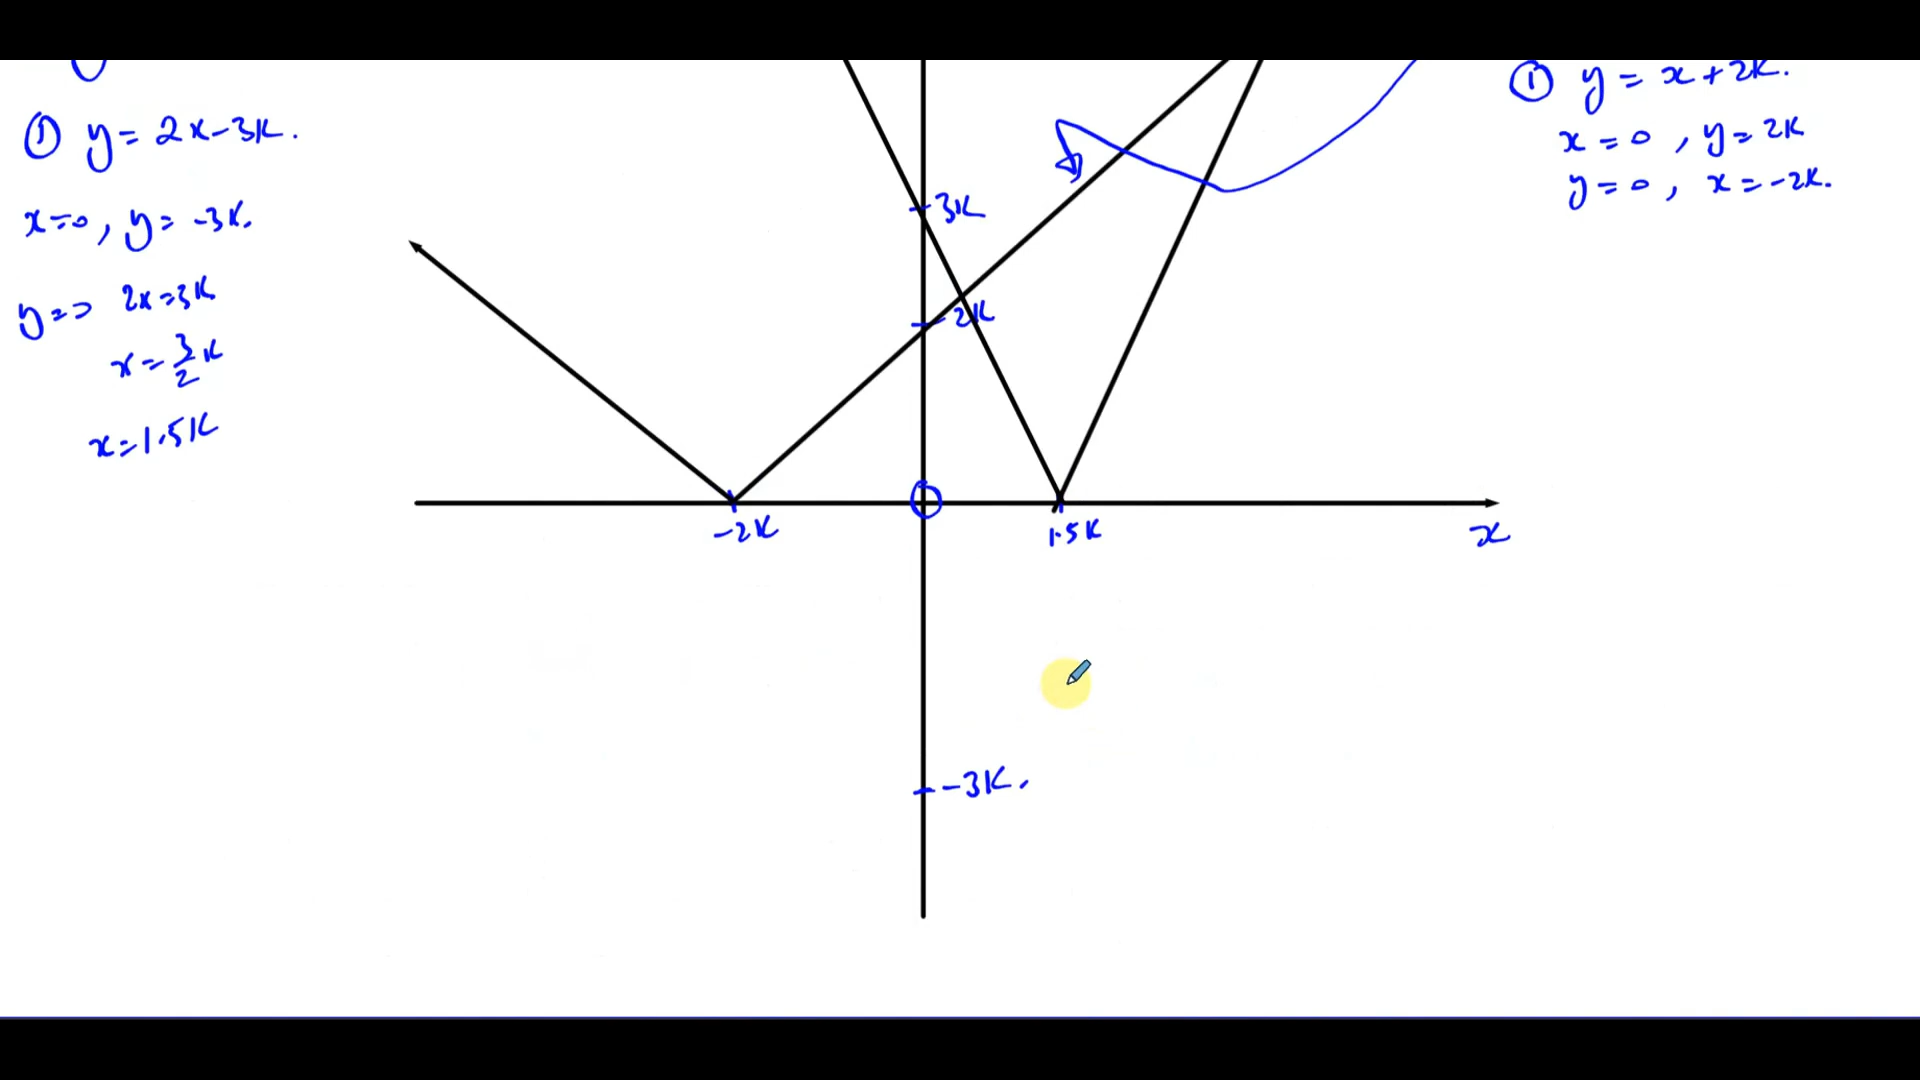 ① y = 2x-3K.
x=0, y= -3K.
y=0 2x=3K
x= 3/2 K
x=1.5K
3K
2K
-2K
1.5K
x
-3K.
① y = x+2K.
x = 0, y = 2K
y = 0, x = -2K.